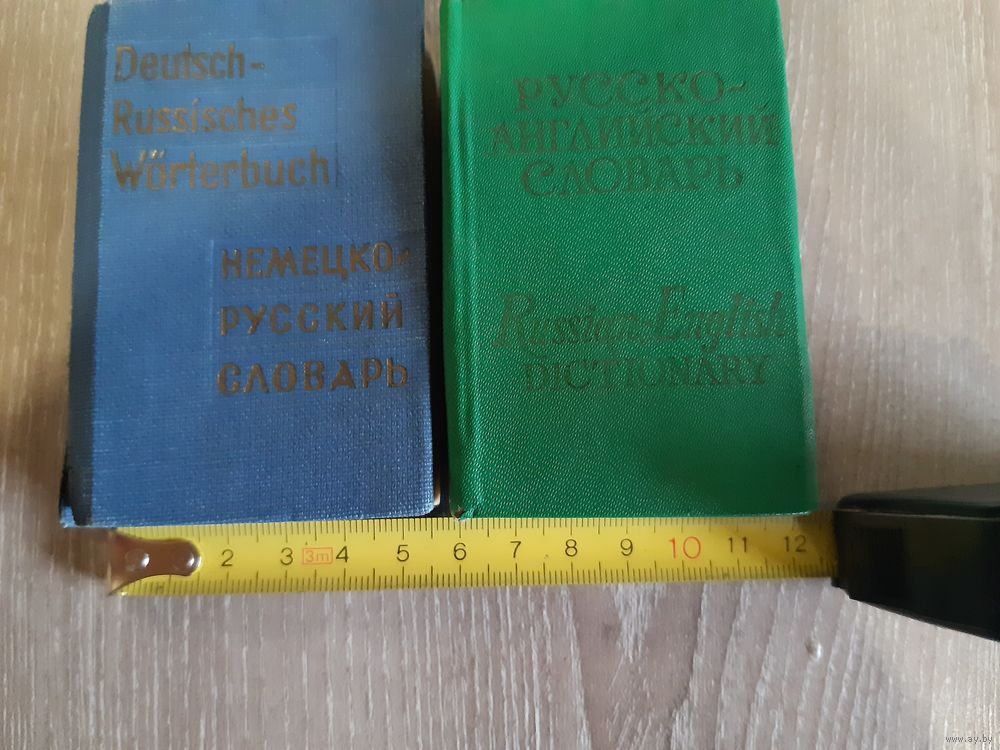 Deutsch-
Russisches
Wörterbuch
НЕМЕЦКО-
РУССКИЙ
СЛОВАРЬ
РУССКО-
АНГЛИЙСКИЙ
СЛОВАРЬ
Russian-English
DICTIONARY
2 3 3m 4 5 6 7 8 9 10 11 12
www.ay.by